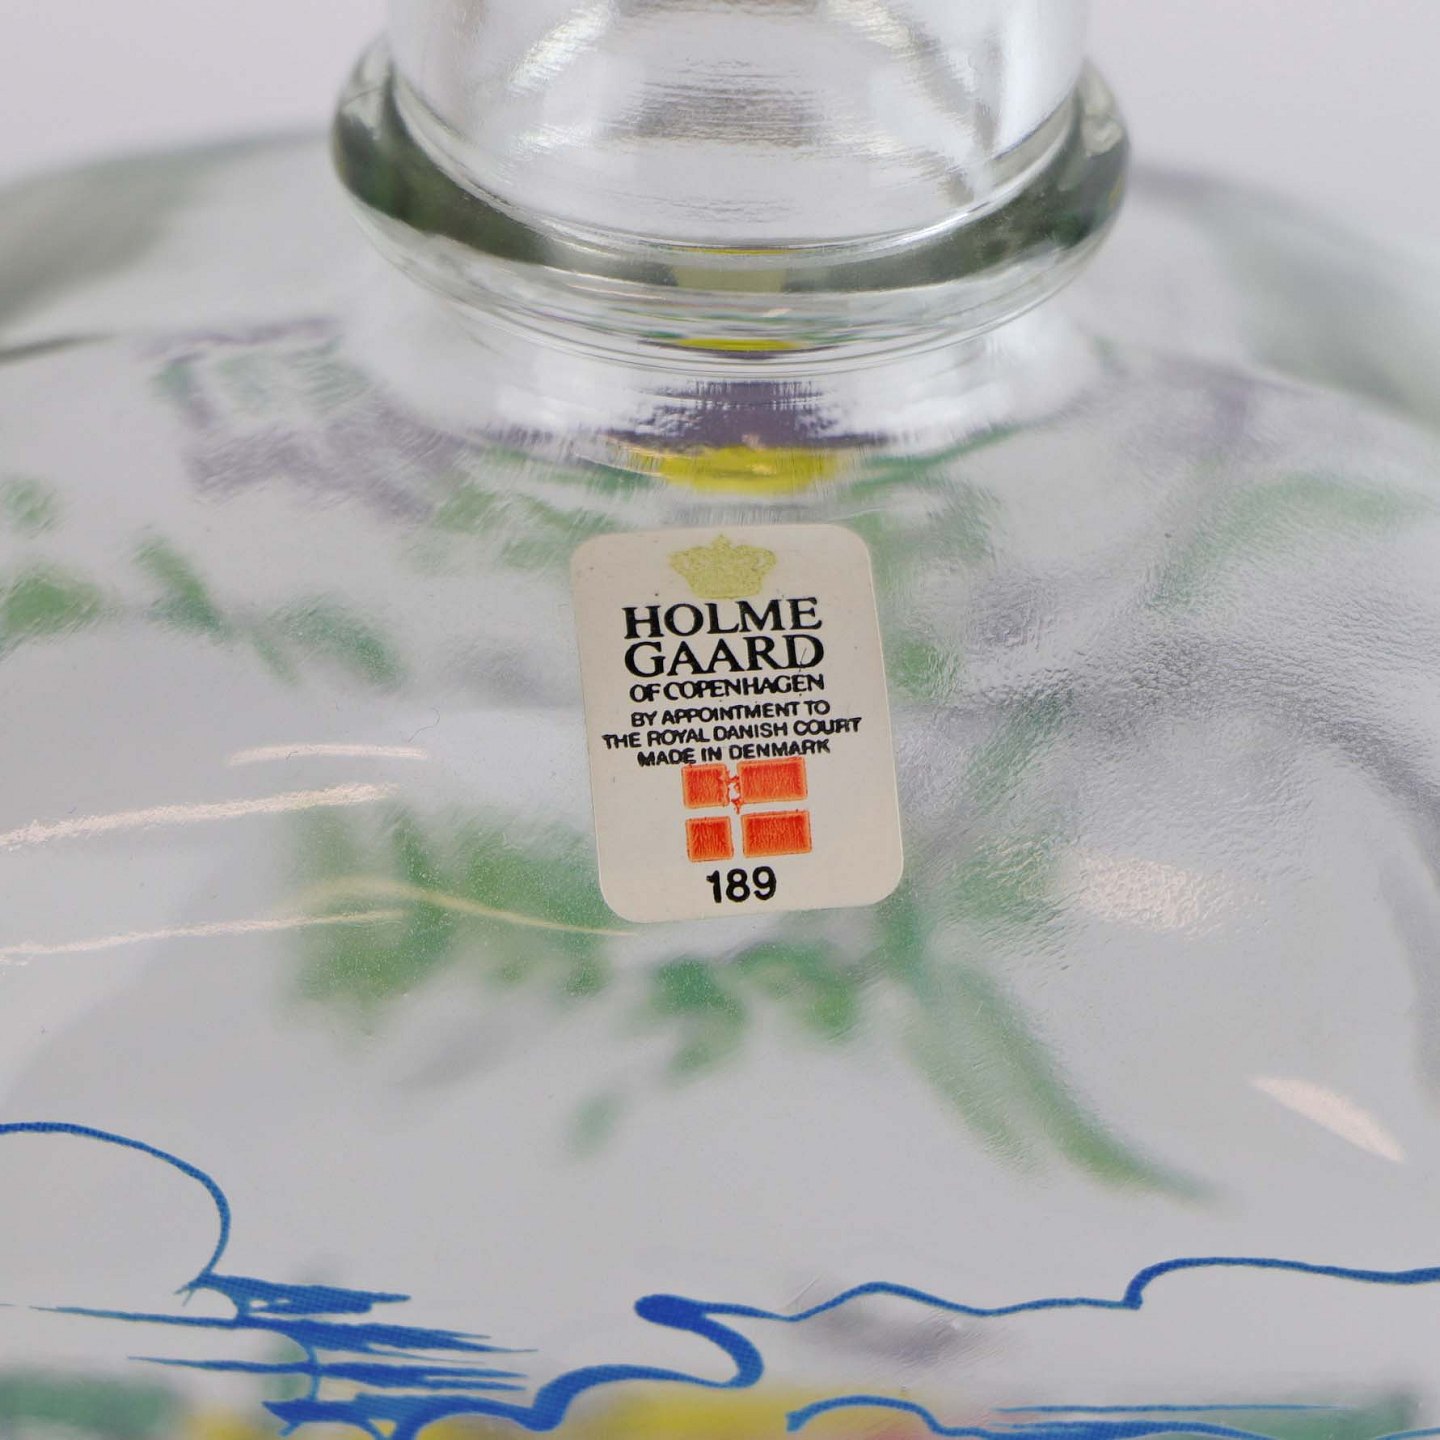 HOLME
GAARD
OF COPENHAGEN
BY APPOINTMENT TO
THE ROYAL DANISH COURT
MADE IN DENMARK
189